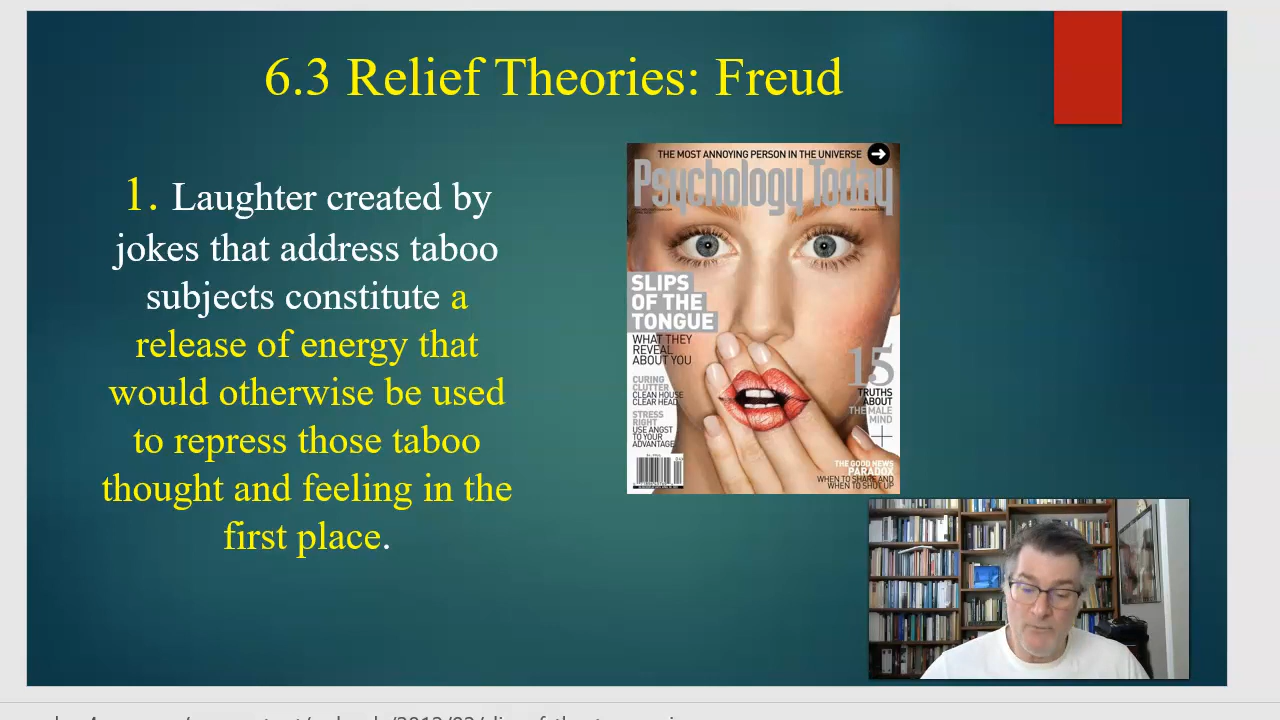 6.3 Relief Theories: Freud
1. Laughter created by
jokes that address taboo
subjects constitute a
release of energy that
would otherwise be used
to repress those taboo
thought and feeling in the
first place.
THE MOST ANNOYING PERSON IN THE UNIVERSE
Psychology Today
SLIPS
OF THE
TONGUE
WHAT THEY
REVEAL
ABOUT YOU
CURING
CLUTTER
CLEAN HOUSE
CLEAR HEAD
STRESS
RIGHT
USE ANGST
TO YOUR
ADVANTAGE
15
TRUTHS
ABOUT
THE MALE
MIND
+
THE GOOD NEWS
PARADOX
WHEN TO SHARE AND
WHEN TO SHUT UP